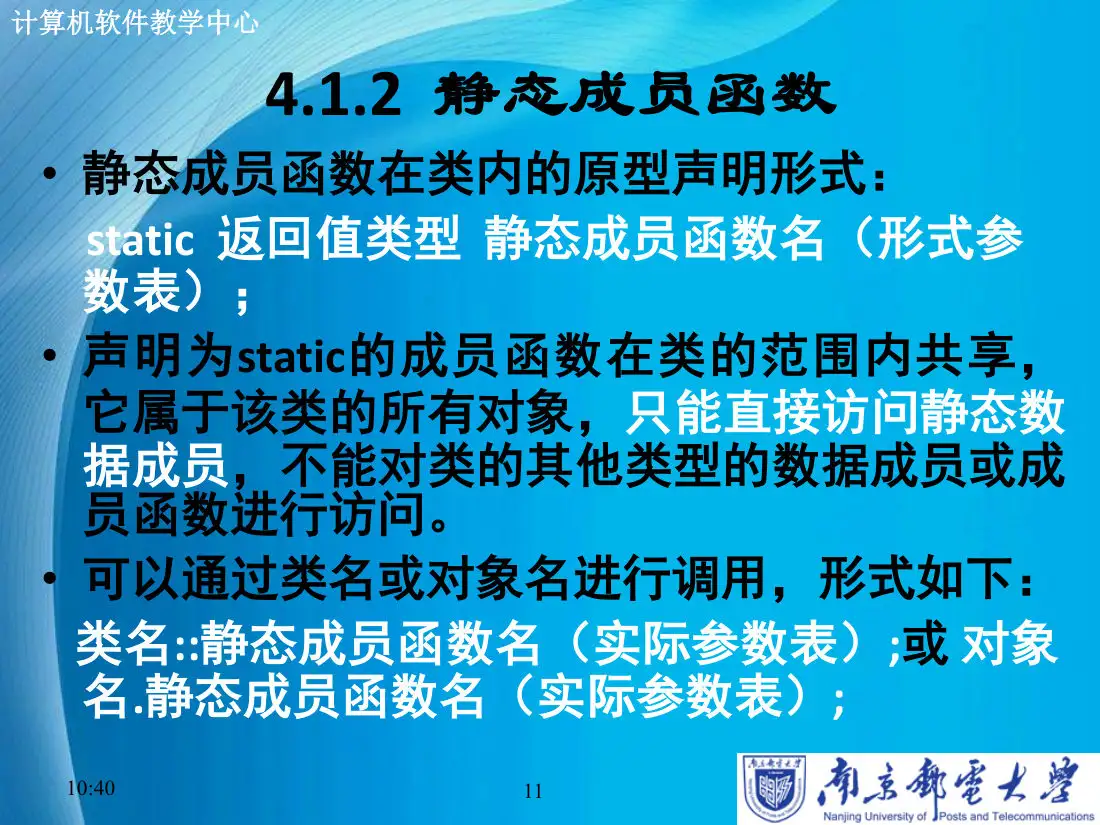 计算机软件教学中心
4.1.2 静态成员函数
• 静态成员函数在类内的原型声明形式：
static 返回值类型 静态成员函数名（形式参
数表）；
• 声明为static的成员函数在类的范围内共享，
它属于该类的所有对象，只能直接访问静态数
据成员，不能对类的其他类型的数据成员或成
员函数进行访问。
• 可以通过类名或对象名进行调用，形式如下：
类名::静态成员函数名（实际参数表）;或 对象
名.静态成员函数名（实际参数表）;
10:40
11
南京邮电大学
南京郵電大學
Nanjing University of Posts and Telecommunications